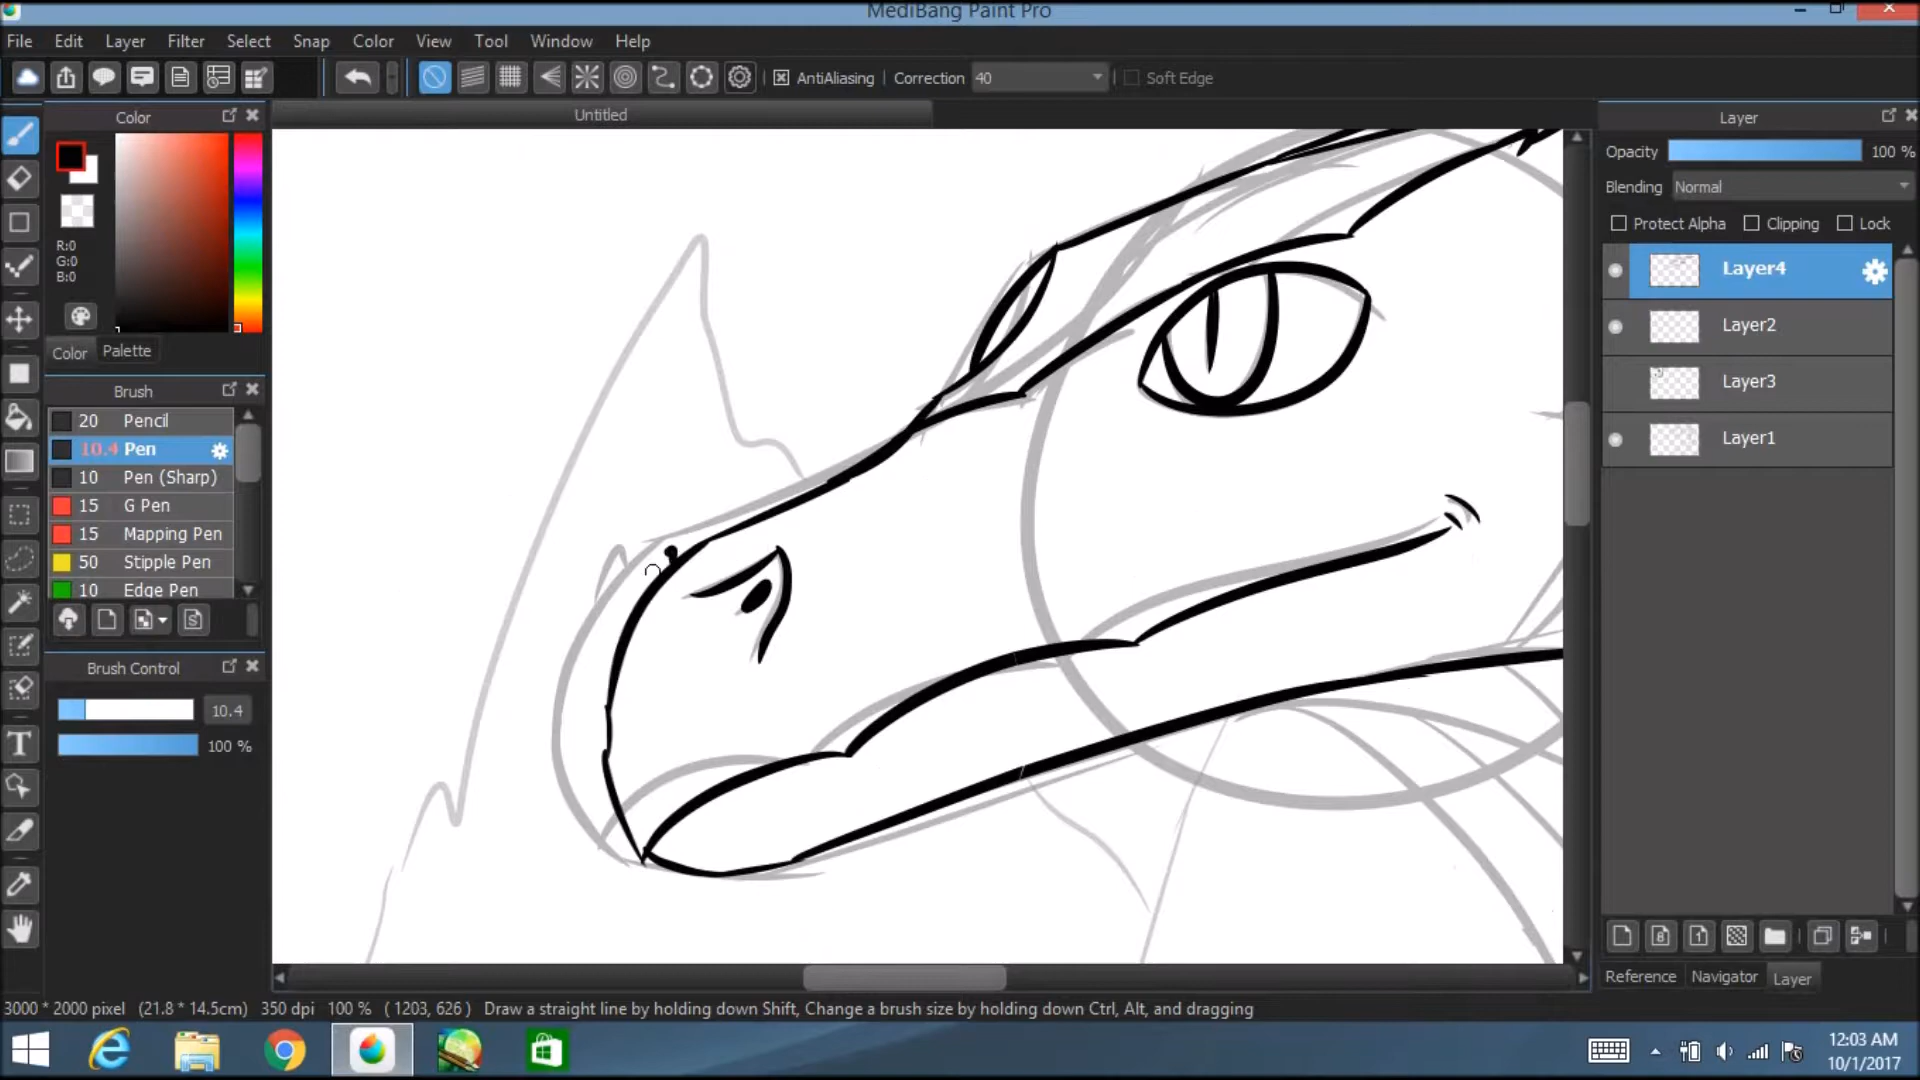 MediBang Paint Pro
File Edit Layer Filter Select Snap Color View Tool Window Help
AntiAliasing Correction 40 Soft Edge
Color
Untitled
Layer
Opacity 100 %
Blending Normal
Protect Alpha Clipping Lock
R:0
G:0
B:0
Color Palette
Layer4
Layer2
Layer3
Layer1
Brush
20 Pencil
10.4 Pen
10 Pen (Sharp)
15 G Pen
15 Mapping Pen
50 Stipple Pen
10 Edge Pen
Brush Control
10.4
100 %
Reference Navigator Layer
3000 * 2000 pixel (21.8 * 14.5cm) 350 dpi 100 % ( 1203, 626 ) Draw a straight line by holding down Shift, Change a brush size by holding down Ctrl, Alt, and dragging
12:03 AM
10/1/2017